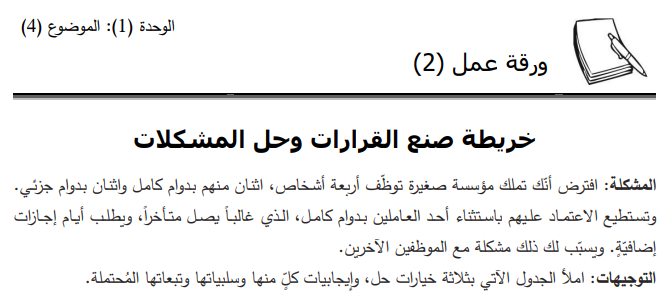 الوحدة (1): الموضوع (4)
ورقة عمل (2)
خريطة صنع القرارات وحل المشكلات
المشكلة: افترض أنّك تملك مؤسسة صغيرة توظّف أربعة أشخاص، اثنان منهم بدوام كامل واثنان بدوام جزئي.
وتستطيع الاعتماد عليهم باستثناء أحد العاملين بدوام كامل، الذي غالباً يصل متأخراً، ويطلب أيام إجازات
إضافيّةٍ. ويسبّب لك ذلك مشكلة مع الموظفين الآخرين.
التوجيهات: املأ الجدول الآتي بثلاثة خيارات حل، وإيجابيات كلٍّ منها وسلبياتها وتبعاتها المُحتملة.